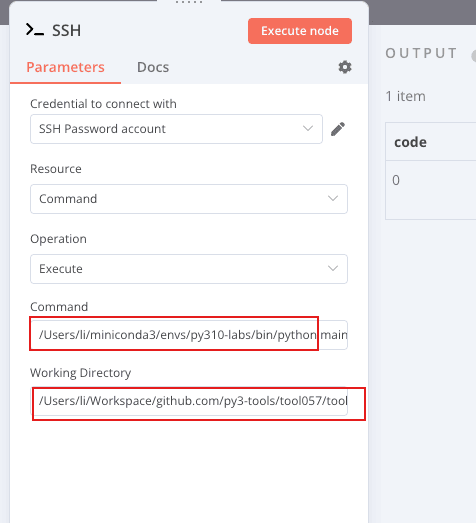 SSH
Execute node
OUTPUT
Parameters
Docs
1 item
Credential to connect with
SSH Password account
code
Resource
Command
0
Operation
Execute
Command
/Users/li/miniconda3/envs/py310-labs/bin/python main
Working Directory
/Users/li/Workspace/github.com/py3-tools/tool057/tool